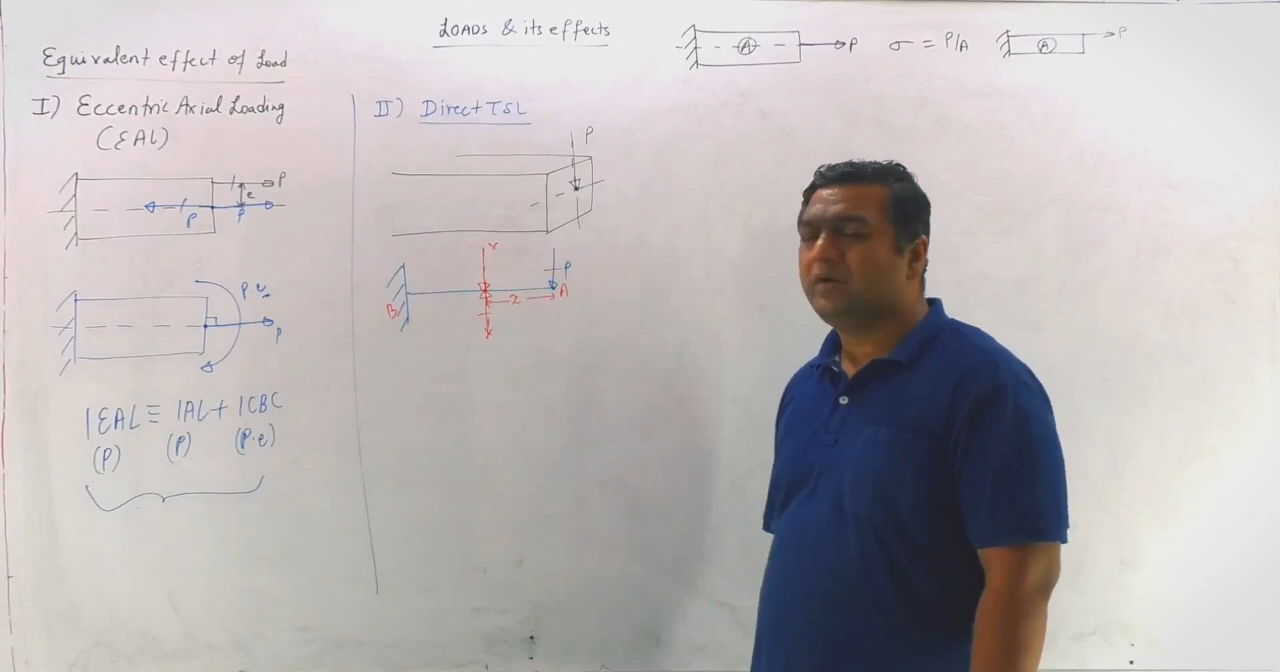 LOADS & its effects
Equivalent effect of Load
I) Eccentric Axial Loading
(EAL)
P
e
P
P
P e
P
1EAL ≡ 1AL + 1CBC
(P) (P) (P·e)
II) Direct TSL
P
P
B
x
A
A
P
σ = P/A
A
P